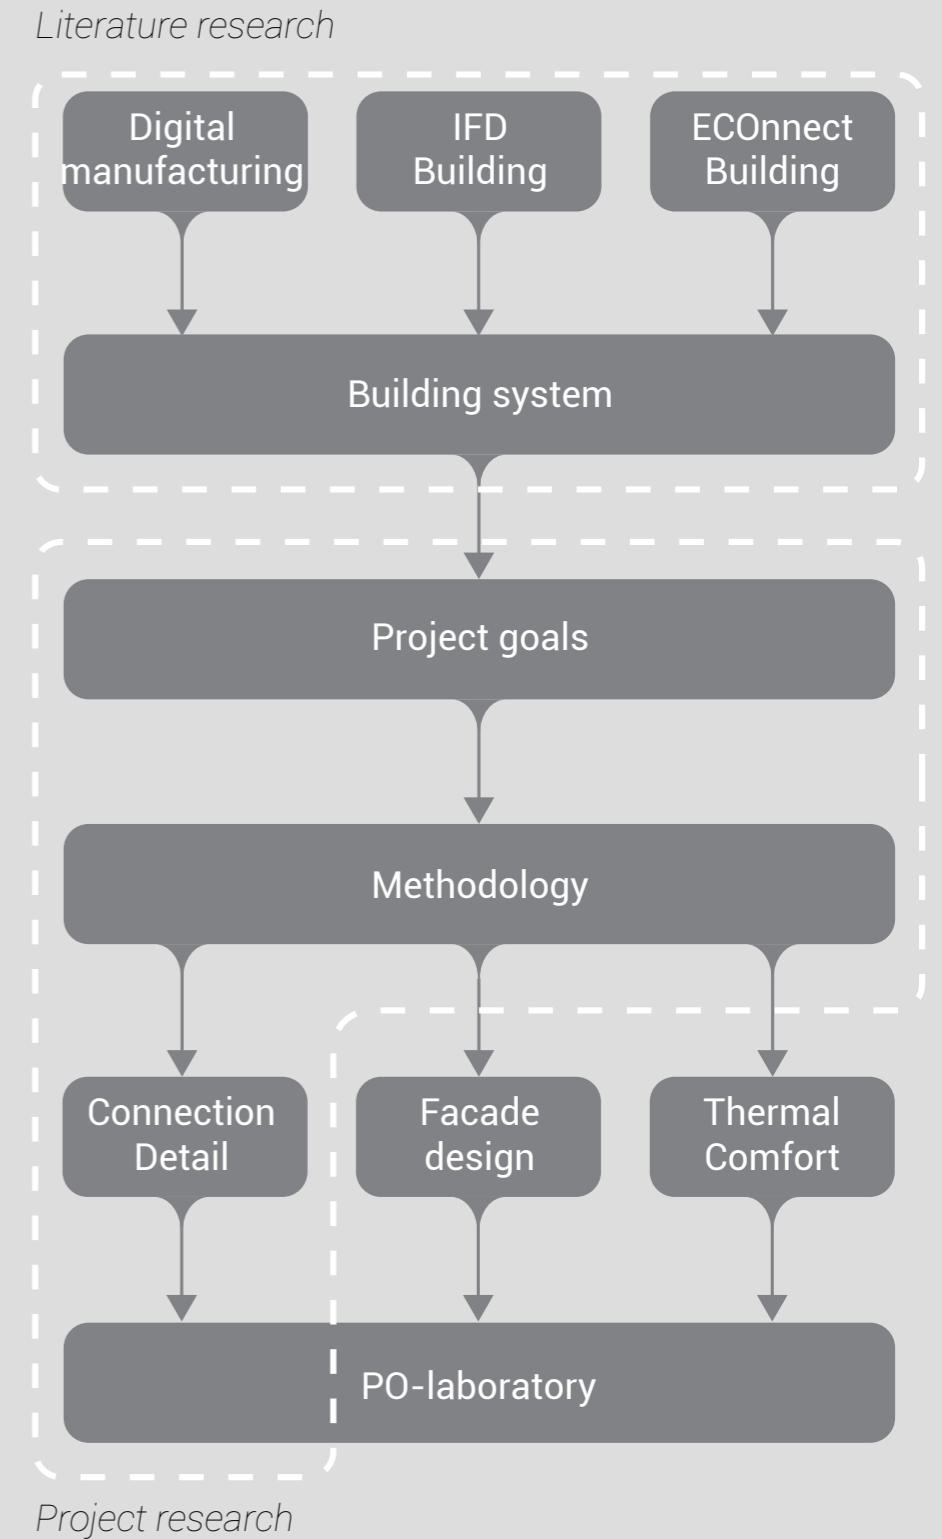 Literature research
Digital
manufacturing
IFD
Building
ECOnnect
Building
Building system
Project goals
Methodology
Connection
Detail
Facade
design
Thermal
Comfort
PO-laboratory
Project research